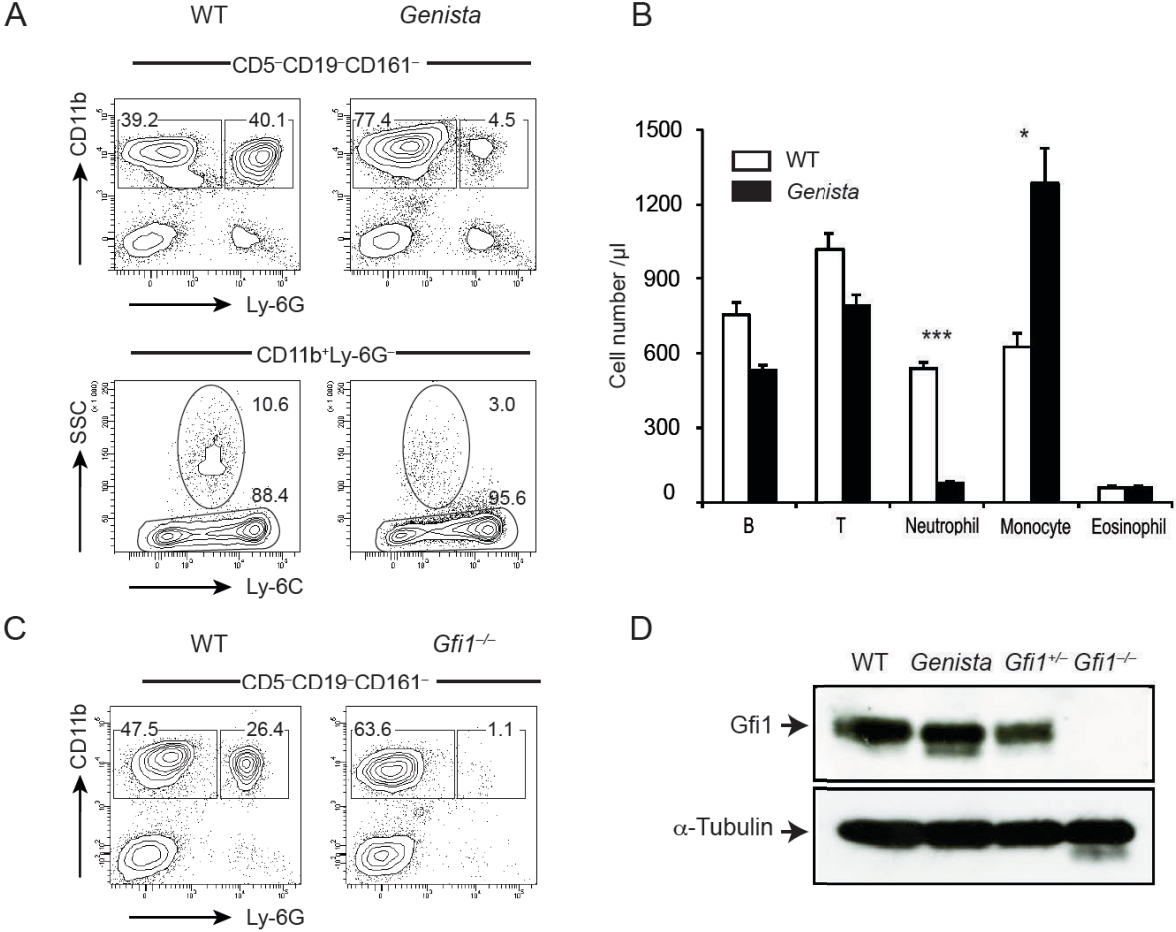 A
WT
Genista
CD5–CD19–CD161–
CD11b
39.2
40.1
77.4
4.5
Ly-6G
CD11b+Ly-6G–
SSC
(× 1 000)
10.6
88.4
3.0
95.6
Ly-6C
B
Cell number /μl
1500
1200
900
600
300
0
WT
Genista
*
***
B
T
Neutrophil
Monocyte
Eosinophil
C
WT
Gfi1–/–
CD5–CD19–CD161–
CD11b
47.5
26.4
63.6
1.1
Ly-6G
D
WT Genista Gfi1+/– Gfi1–/–
Gfi1
α-Tubulin